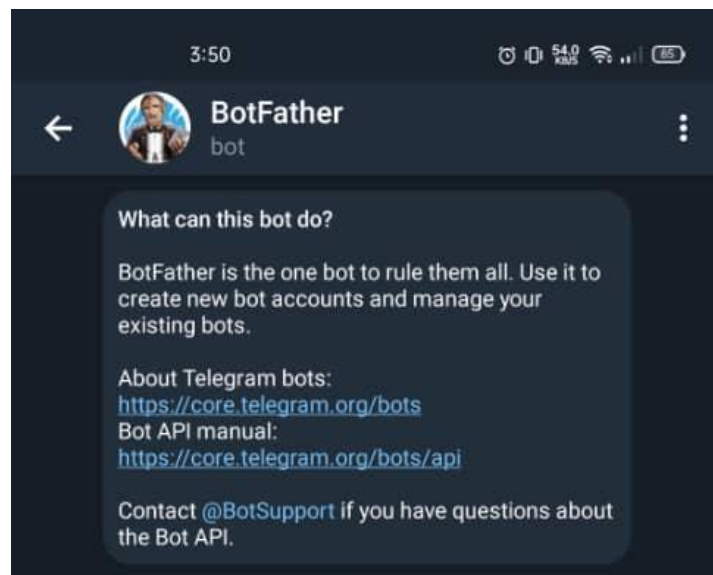 3:50
54.0
KB/S
65
BotFather
bot
What can this bot do?
BotFather is the one bot to rule them all. Use it to
create new bot accounts and manage your
existing bots.
About Telegram bots:
https://core.telegram.org/bots
Bot API manual:
https://core.telegram.org/bots/api
Contact @BotSupport if you have questions about
the Bot API.